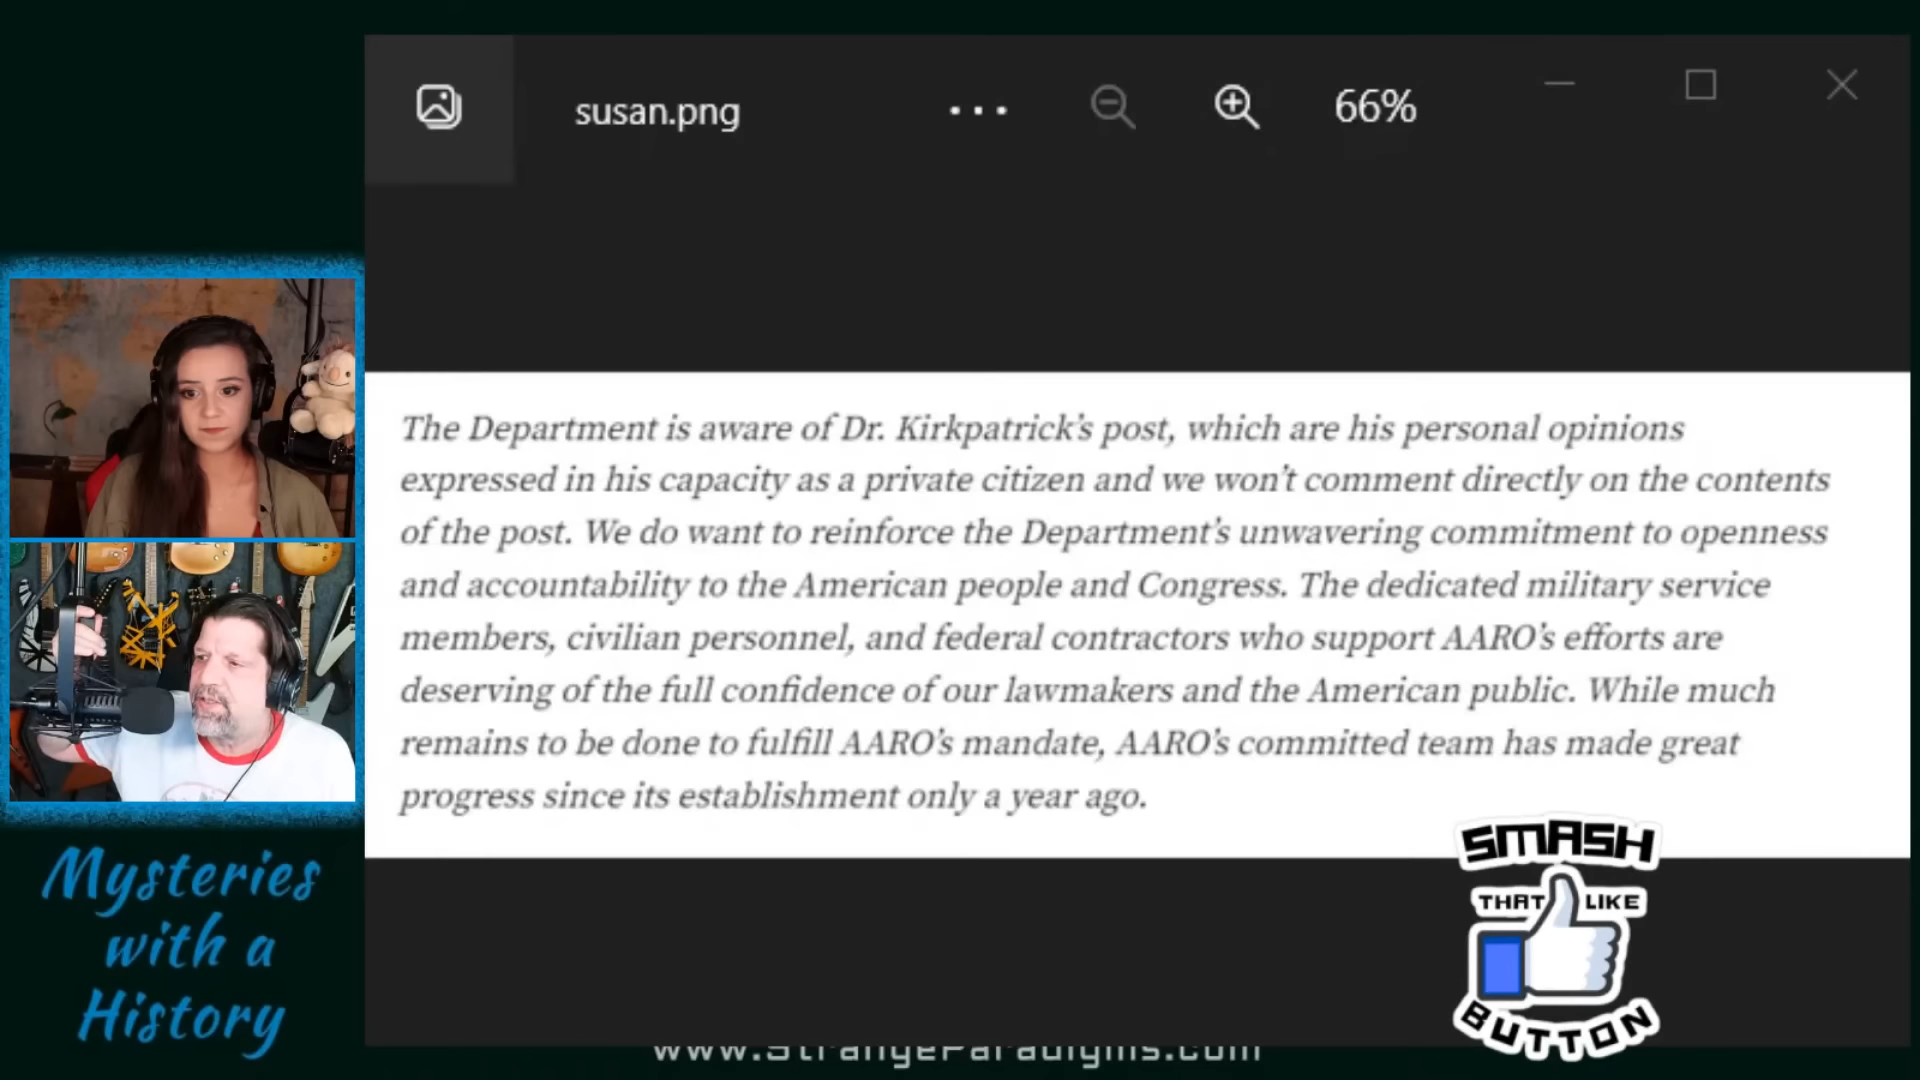 susan.png
66%
The Department is aware of Dr. Kirkpatrick's post, which are his personal opinions
expressed in his capacity as a private citizen and we won't comment directly on the contents
of the post. We do want to reinforce the Department's unwavering commitment to openness
and accountability to the American people and Congress. The dedicated military service
members, civilian personnel, and federal contractors who support AARO's efforts are
deserving of the full confidence of our lawmakers and the American public. While much
remains to be done to fulfill AARO's mandate, AARO's committed team has made great
progress since its establishment only a year ago.
SMASH
THAT LIKE
BUTTON
Mysteries
with a
History
www.StrangeParadigms.com